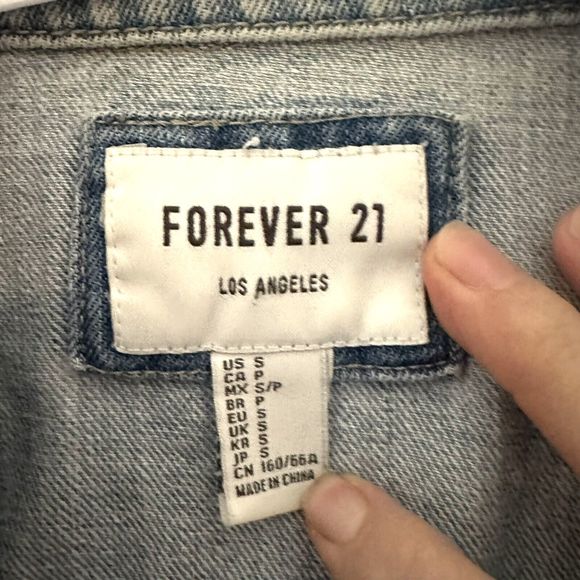 FOREVER 21
LOS ANGELES
US S
CA P
MX S/P
BR P
EU S
UK S
KR S
JP S
CN 160/66A
MADE IN CHINA